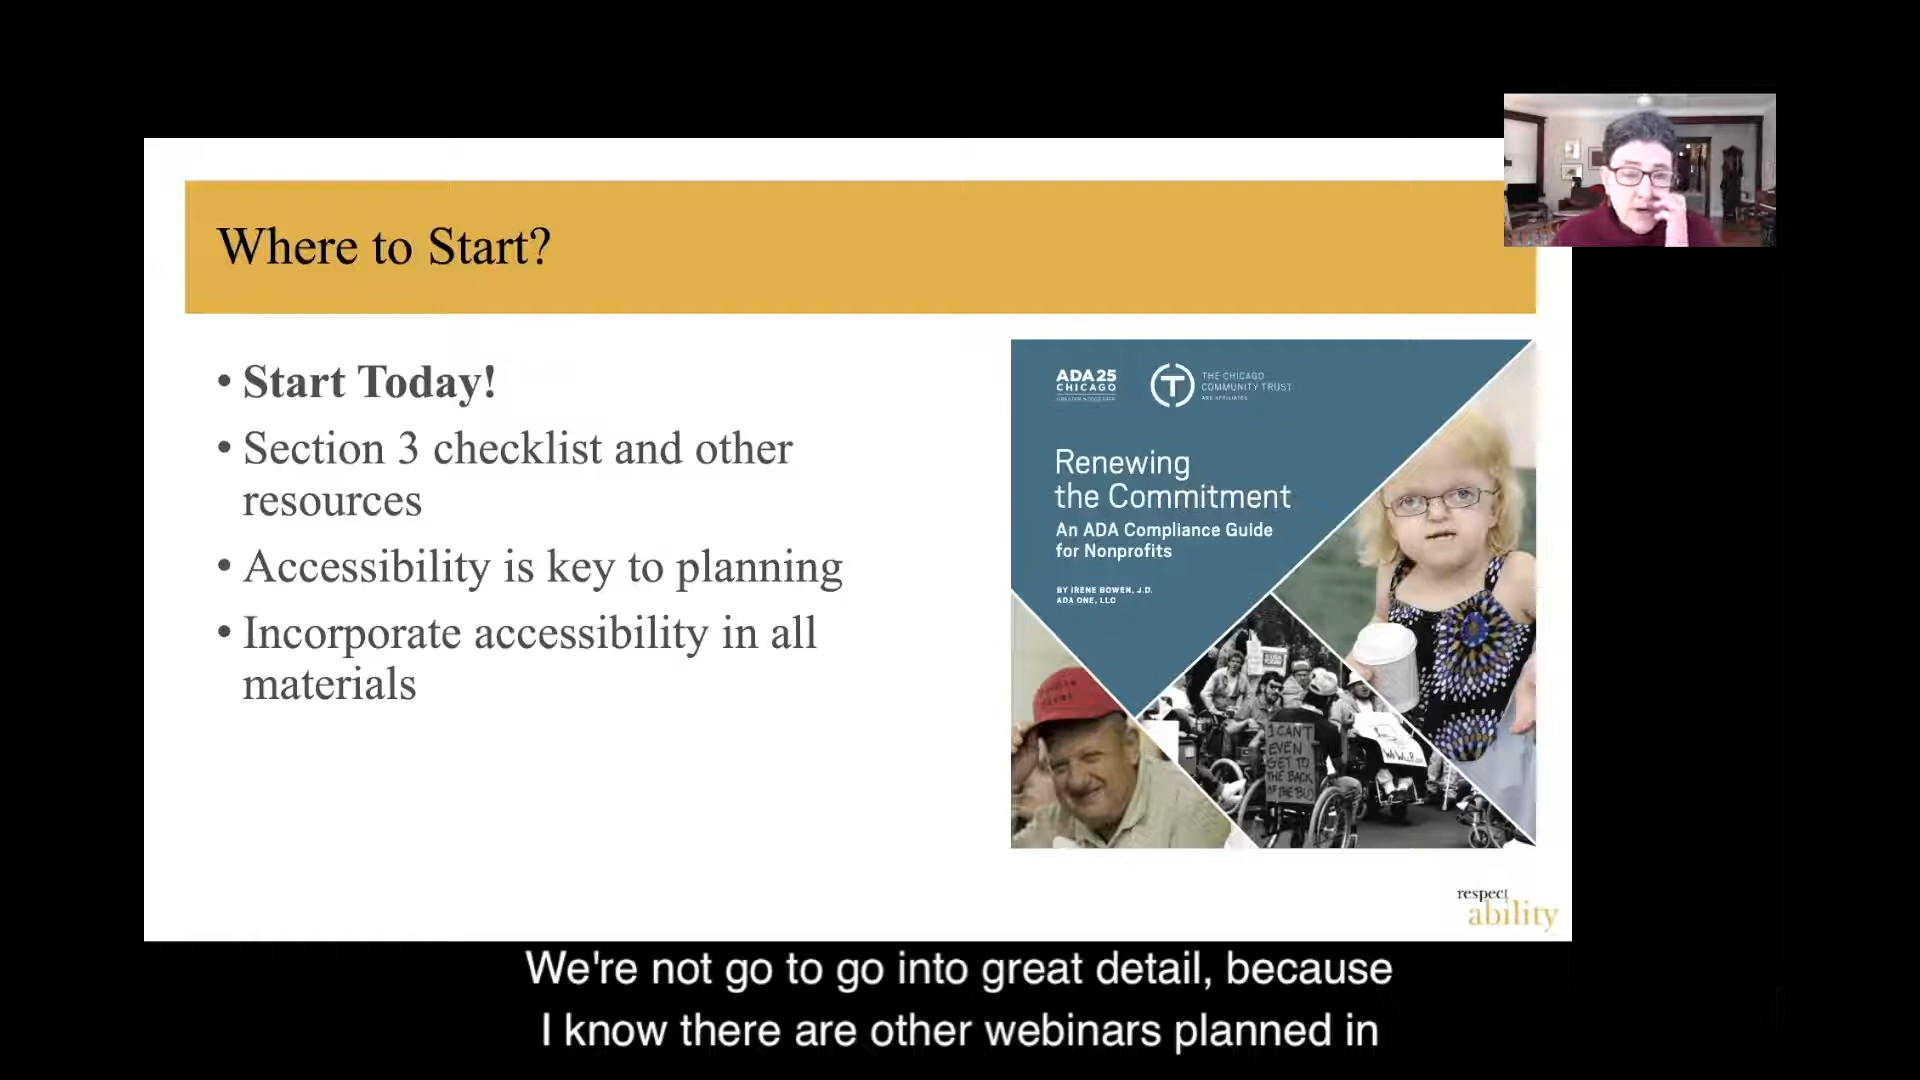 Where to Start?
• Start Today!
• Section 3 checklist and other
resources
• Accessibility is key to planning
• Incorporate accessibility in all
materials
ADA25
CHICAGO
THE CHICAGO
COMMUNITY TRUST
AND AFFILIATES
Renewing
the Commitment
An ADA Compliance Guide
for Nonprofits
BY IRENE BOWEN, J.D.
ADA ONE, LLC
I CAN'T
EVEN
GET TO
THE BACK
OF THE BUS
respect
ability
We're not go to go into great detail, because
I know there are other webinars planned in